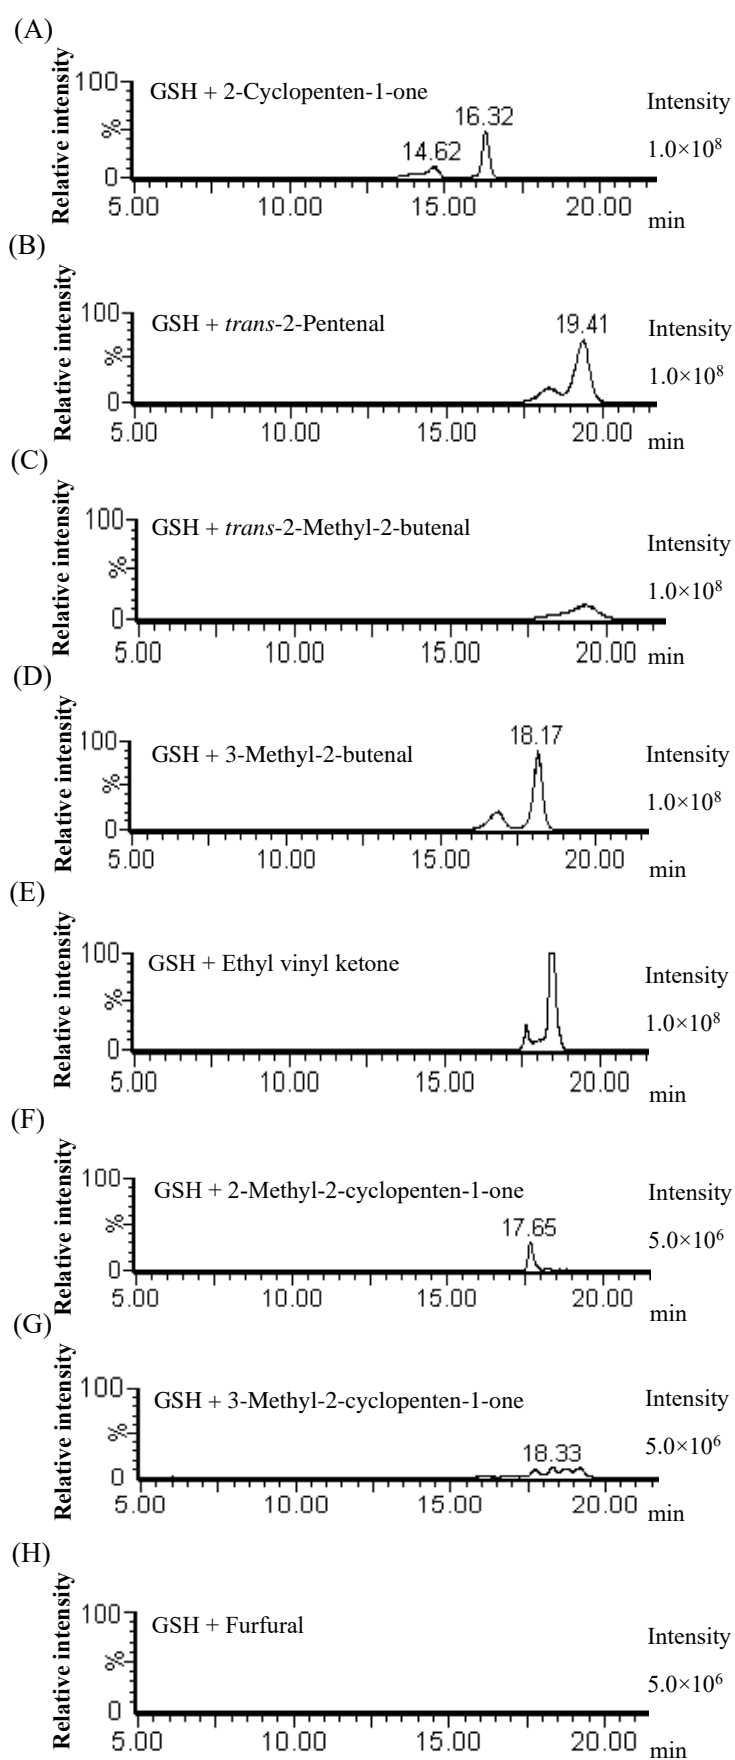 (A)
Relative intensity
%
100
0
GSH + 2-Cyclopenten-1-one
14.62
16.32
Intensity
1.0×10⁸
5.00 10.00 15.00 20.00 min
(B)
Relative intensity
%
100
0
GSH + trans-2-Pentenal
19.41
Intensity
1.0×10⁸
5.00 10.00 15.00 20.00 min
(C)
Relative intensity
%
100
0
GSH + trans-2-Methyl-2-butenal
Intensity
1.0×10⁸
5.00 10.00 15.00 20.00 min
(D)
Relative intensity
%
100
0
GSH + 3-Methyl-2-butenal
18.17
Intensity
1.0×10⁸
5.00 10.00 15.00 20.00 min
(E)
Relative intensity
%
100
0
GSH + Ethyl vinyl ketone
Intensity
1.0×10⁸
5.00 10.00 15.00 20.00 min
(F)
Relative intensity
%
100
0
GSH + 2-Methyl-2-cyclopenten-1-one
17.65
Intensity
5.0×10⁶
5.00 10.00 15.00 20.00 min
(G)
Relative intensity
%
100
0
GSH + 3-Methyl-2-cyclopenten-1-one
18.33
Intensity
5.0×10⁶
5.00 10.00 15.00 20.00 min
(H)
Relative intensity
%
100
0
GSH + Furfural
Intensity
5.0×10⁶
5.00 10.00 15.00 20.00 min